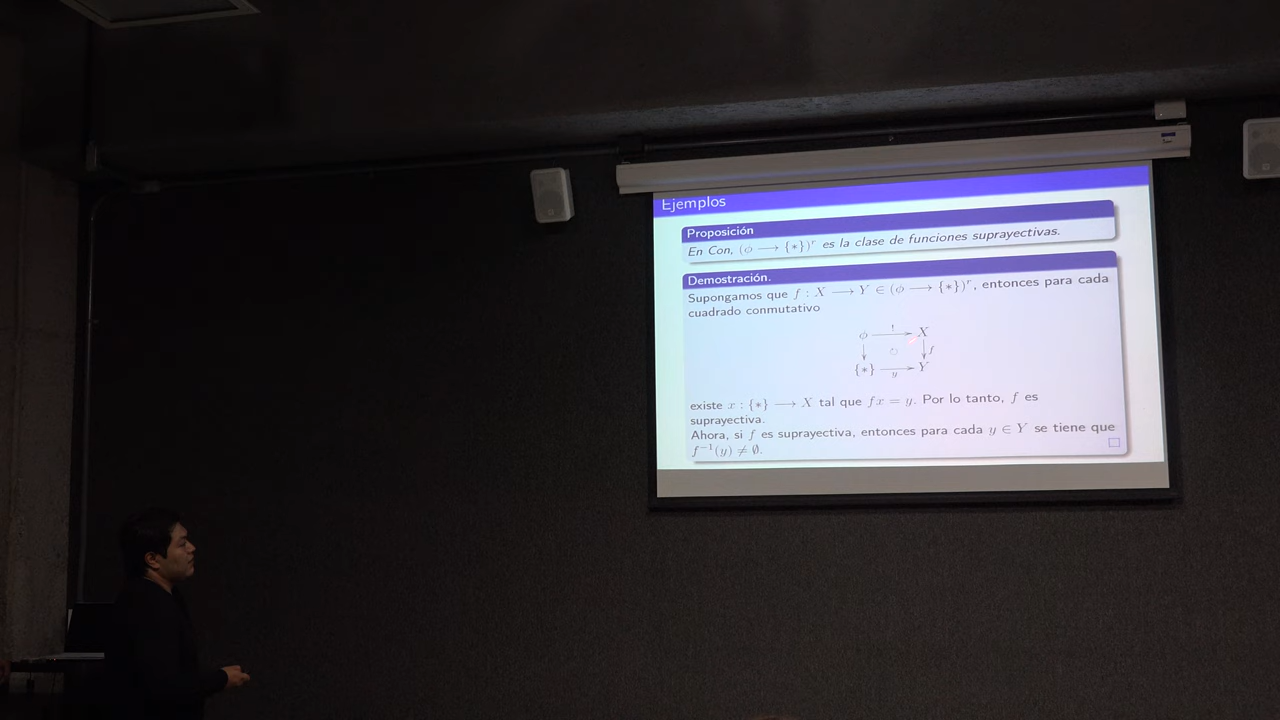 Ejemplos
Proposición
En Con, (ϕ ⟶ {∗})^r es la clase de funciones suprayectivas.
Demostración.
Supongamos que f : X ⟶ Y ∈ (ϕ ⟶ {∗})^r, entonces para cada
cuadrado conmutativo
ϕ ! X
↻ f
{∗} y Y
existe x : {∗} ⟶ X tal que fx = y. Por lo tanto, f es
suprayectiva.
Ahora, si f es suprayectiva, entonces para cada y ∈ Y se tiene que
f⁻¹(y) ≠ ∅.